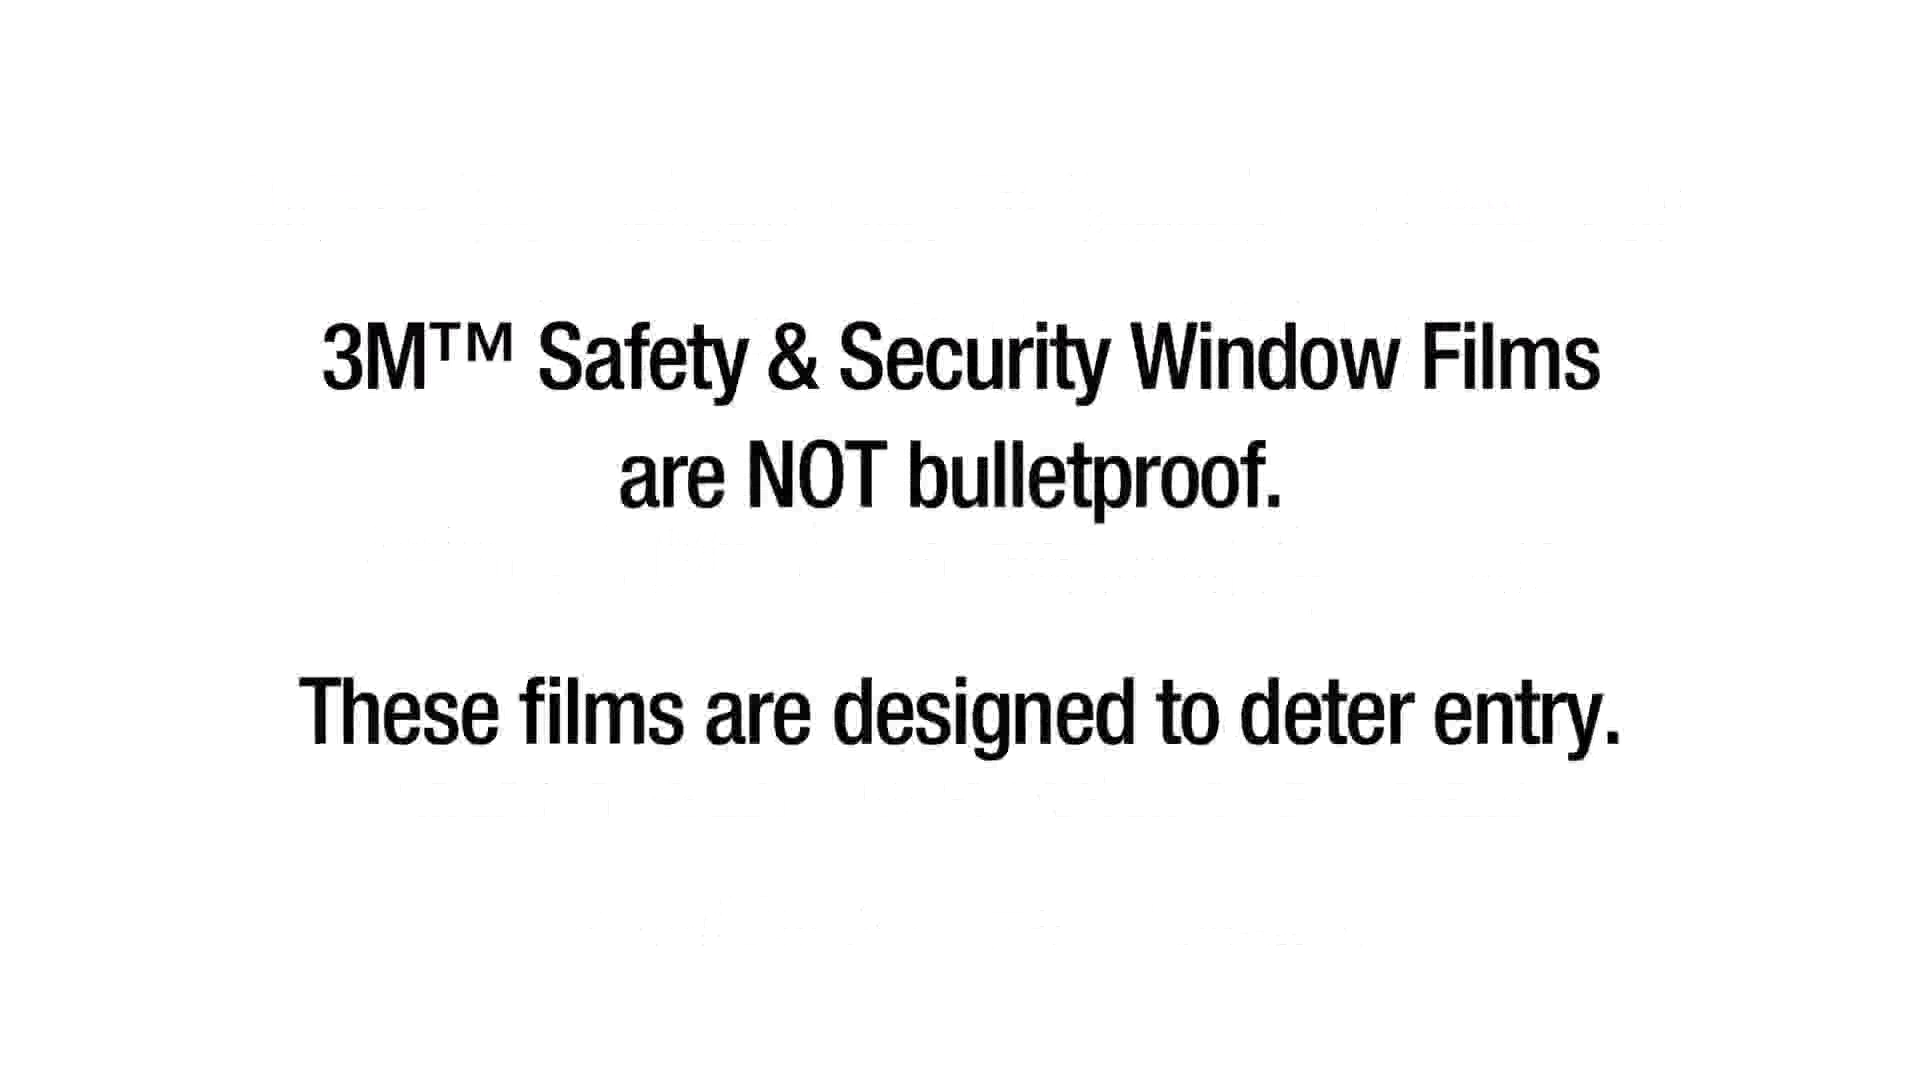 3M™ Safety & Security Window Films
are NOT bulletproof.
These films are designed to deter entry.